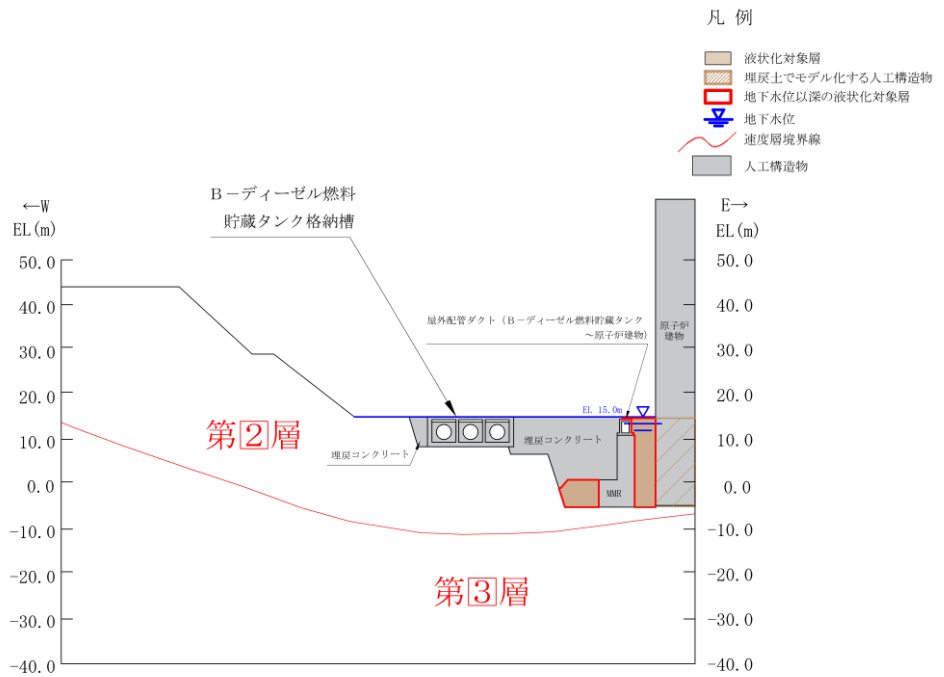 凡 例
液状化対象層
埋戻土でモデル化する人工構造物
地下水位以深の液状化対象層
地下水位
速度層境界線
人工構造物
←W
EL(m)
E→
EL(m)
B－ディーゼル燃料
貯蔵タンク格納槽
屋外配管ダクト（B－ディーゼル燃料貯蔵タンク
～原子炉建物）
原子炉
建物
50.0
40.0
30.0
20.0
10.0
0.0
-10.0
-20.0
-30.0
-40.0
EL 15.0m
第2層
埋戻コンクリート
埋戻コンクリート
MMR
第3層
50.0
40.0
30.0
20.0
10.0
0.0
-10.0
-20.0
-30.0
-40.0